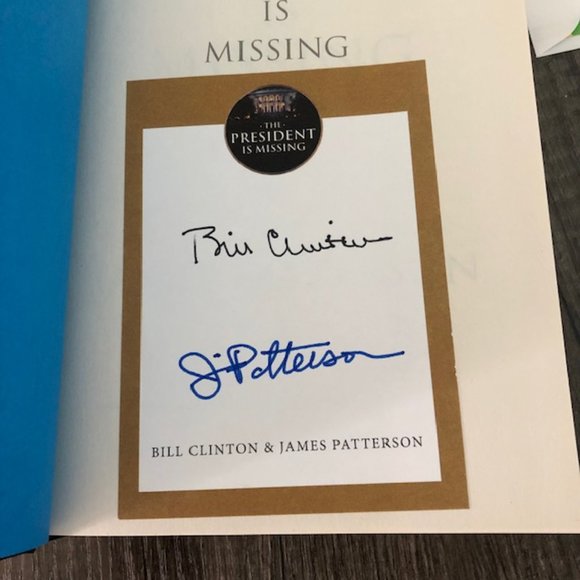 IS
MISSING
· THE ·
PRESIDENT
IS MISSING
Bill Clinton
J. Patterson
BILL CLINTON & JAMES PATTERSON